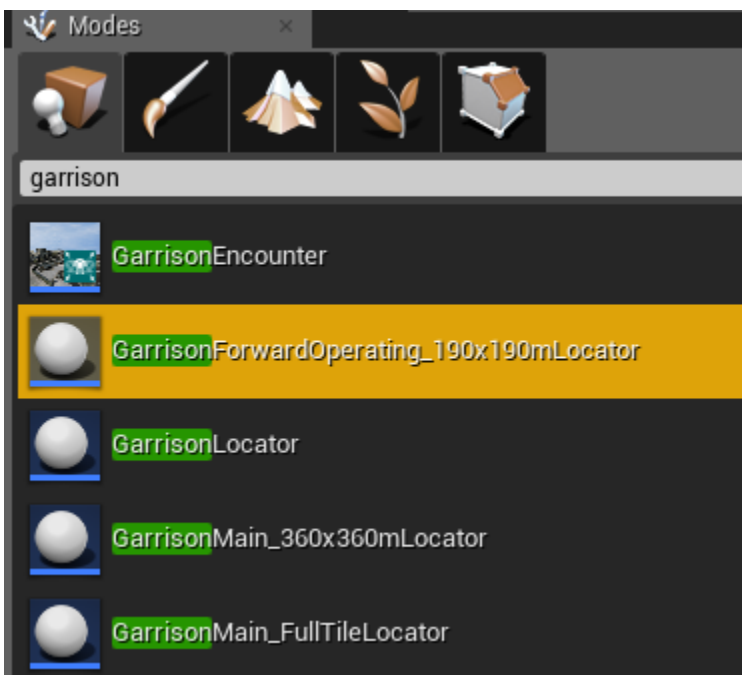 Modes
garrison
GarrisonEncounter
GarrisonForwardOperating_190x190mLocator
GarrisonLocator
GarrisonMain_360x360mLocator
GarrisonMain_FullTileLocator